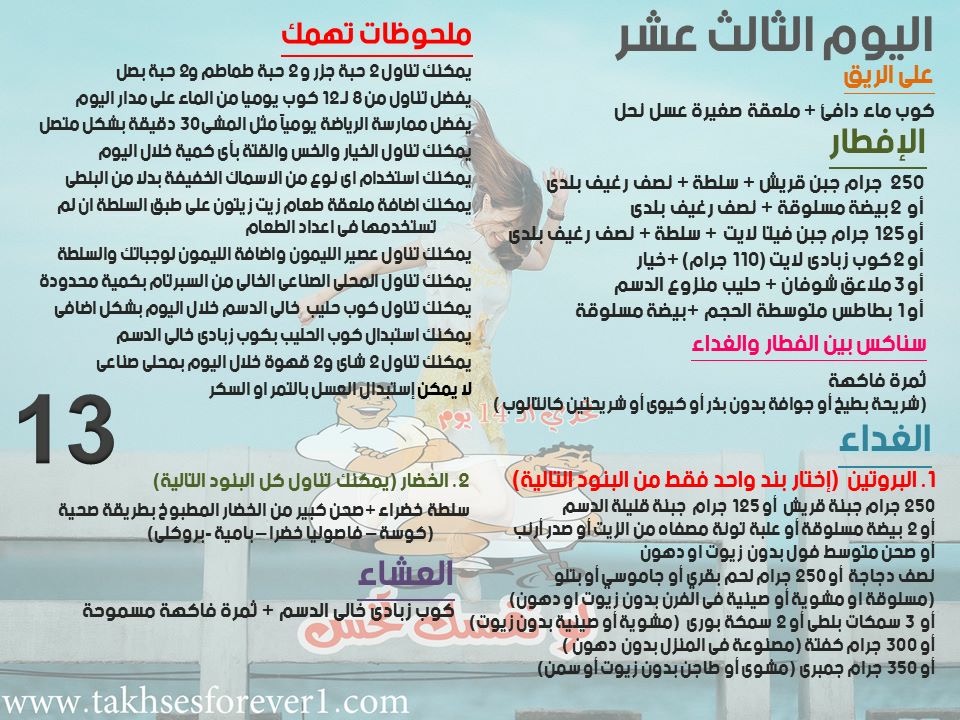 اليوم الثالث عشر
على الريق
كوب ماء دافئ + ملعقة صغيرة عسل نحل
الإفطار
250 جرام جبن قريش + سلطة + نصف رغيف بلدى
أو 2 بيضة مسلوقة + نصف رغيف بلدى
أو 125 جرام جبن فيتا لايت + سلطة + نصف رغيف بلدى
أو 2 كوب زبادى لايت (110 جرام) +خيار
أو 3 ملاعق شوفان + حليب منزوع الدسم
أو 1 بطاطس متوسطة الحجم +بيضة مسلوقة
سناكس بين الفطار والغداء
ثمرة فاكهة
(شريحة بطيخ أو جوافة بدون بذر أو كيوى أو شريحتين كانتالوب )
الغداء
1. البروتين (إختار بند واحد فقط من البنود التالية)
250 جرام جبنة قريش أو 125 جرام جبنة قليلة الدسم
أو 2 بيضة مسلوقة أو علبة تونة مصفاه من الزيت أو صدر أرنب
أو صحن متوسط فول بدون زيوت او دهون
نصف دجاجة أو 250 جرام لحم بقري أو جاموسي أو بتلو
(مسلوقة او مشوية أو صينية فى الفرن بدون زيوت او دهون)
أو 3 سمكات بلطى أو 2 سمكة بورى (مشوية أو صينية بدون زيوت)
أو 300 جرام كفتة (مصنوعة فى المنزل بدون دهون )
أو 350 جرام جمبرى (مشوى أو طاجن بدون زيوت أو سمن)
ملحوظات تهمك
يمكنك تناول 2 حبة جزر و 2 حبة طماطم و2 حبة بصل
يفضل تناول من 8 لـ 12 كوب يوميا من الماء على مدار اليوم
يفضل ممارسة الرياضة يومياً مثل المشى 30 دقيقة بشكل متصل
يمكنك تناول الخيار والخس والقتة بأى كمية خلال اليوم
يمكنك استخدام اى نوع من الاسماك الخفيفة بدلا من البلطى
يمكنك اضافة ملعقة طعام زيت زيتون على طبق السلطة ان لم
تستخدمها فى اعداد الطعام
يمكنك تناول عصير الليمون واضافة الليمون لوجباتك والسلطة
يمكنك تناول المحلى الصناعى الخالى من السبرتام بكمية محدودة
يمكنك تناول كوب حليب خالى الدسم خلال اليوم بشكل اضافى
يمكنك استبدال كوب الحليب بكوب زبادى خالى الدسم
يمكنك تناول 2 شاى و2 قهوة خلال اليوم بمحلى صناعى
لا يمكن إستبدال العسل بالتمر او السكر
تحدي الـ 14 يوم
13
2. الخضار (يمكنك تناول كل البنود التالية)
سلطة خضراء +صحن كبير من الخضار المطبوخ بطريقة صحية
(كوسة – فاصوليا خضرا – بامية -بروكلى)
العشاء
كوب زبادى خالى الدسم + ثمرة فاكهة مسموحة
لو نفسك تخس
www.takhsesforever1.com